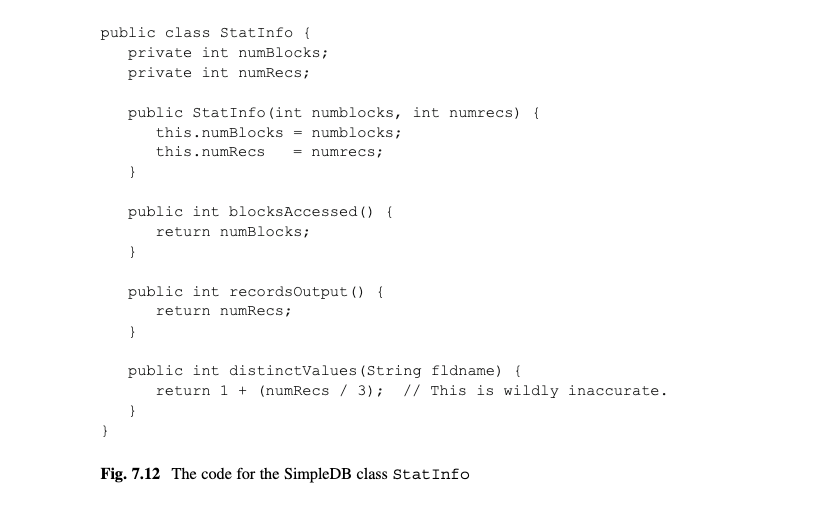 public class StatInfo {
   private int numBlocks;
   private int numRecs;

   public StatInfo(int numblocks, int numrecs) {
      this.numBlocks = numblocks;
      this.numRecs   = numrecs;
   }

   public int blocksAccessed() {
      return numBlocks;
   }

   public int recordsOutput() {
      return numRecs;
   }

   public int distinctValues(String fldname) {
      return 1 + (numRecs / 3);  // This is wildly inaccurate.
   }
}

Fig. 7.12 The code for the SimpleDB class StatInfo